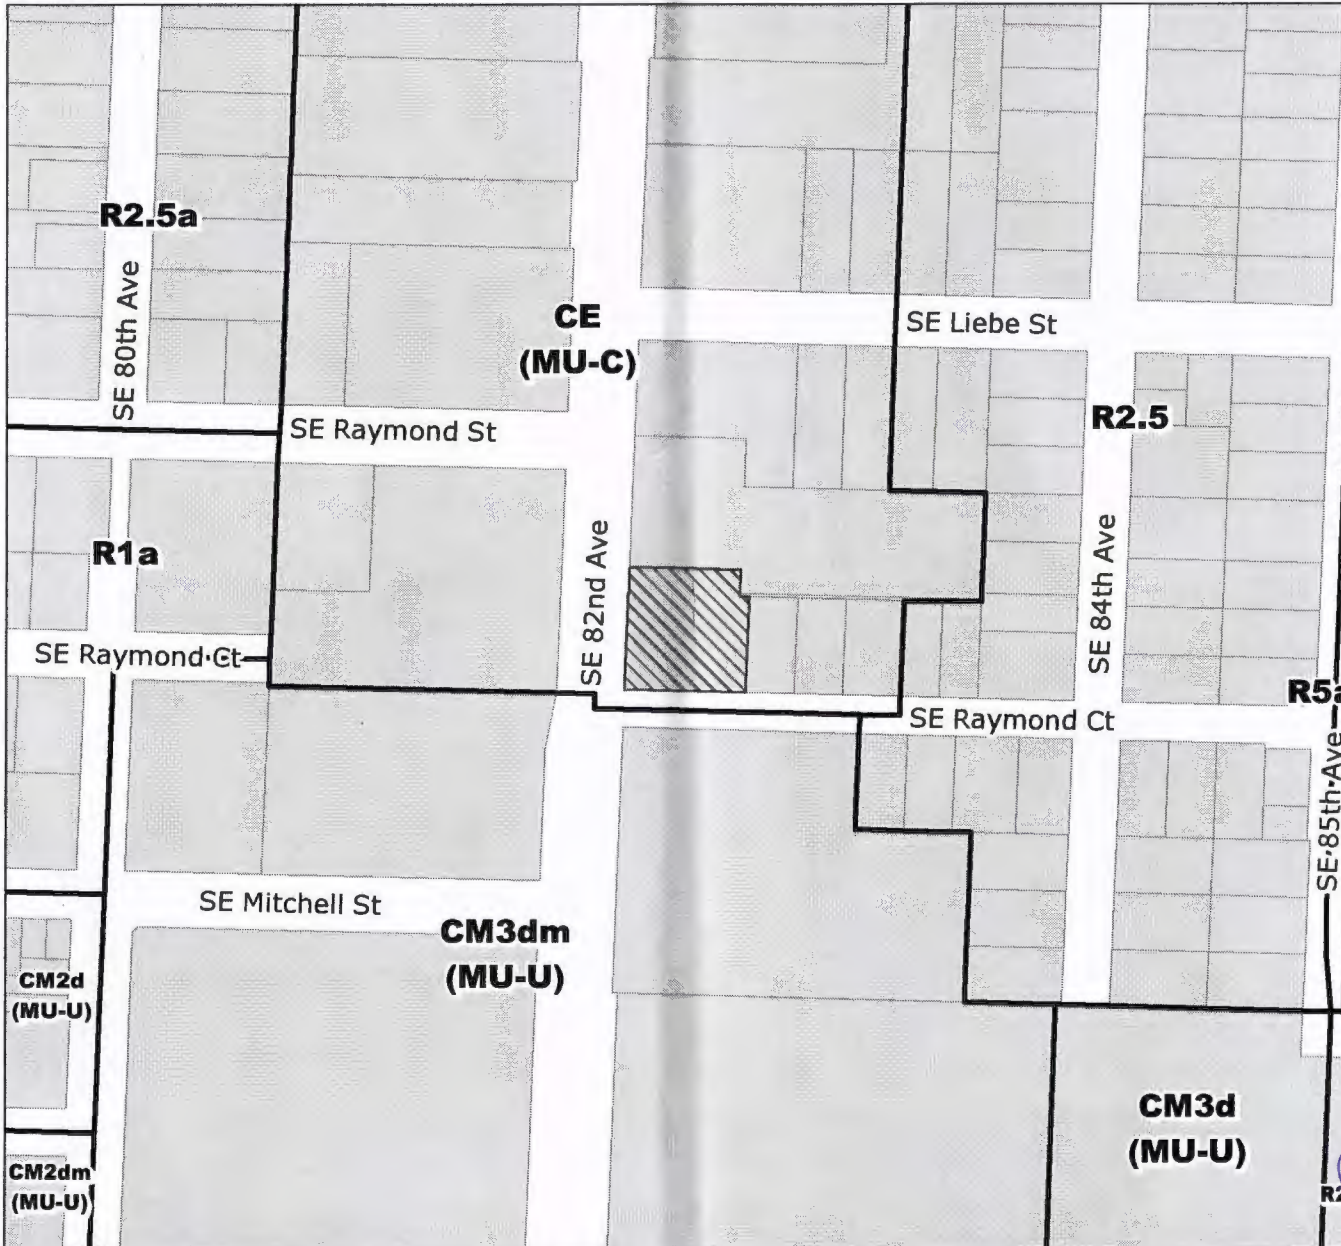 R2.5a
SE 80th Ave
CE
(MU-C)
SE Liebe St
SE Raymond St
R2.5
R1a
SE 82nd Ave
SE 84th Ave
SE Raymond Ct
R5a
SE Raymond Ct
SE 85th Ave
SE Mitchell St
CM3dm
(MU-U)
CM2d
(MU-U)
CM3d
(MU-U)
CM2dm
(MU-U)